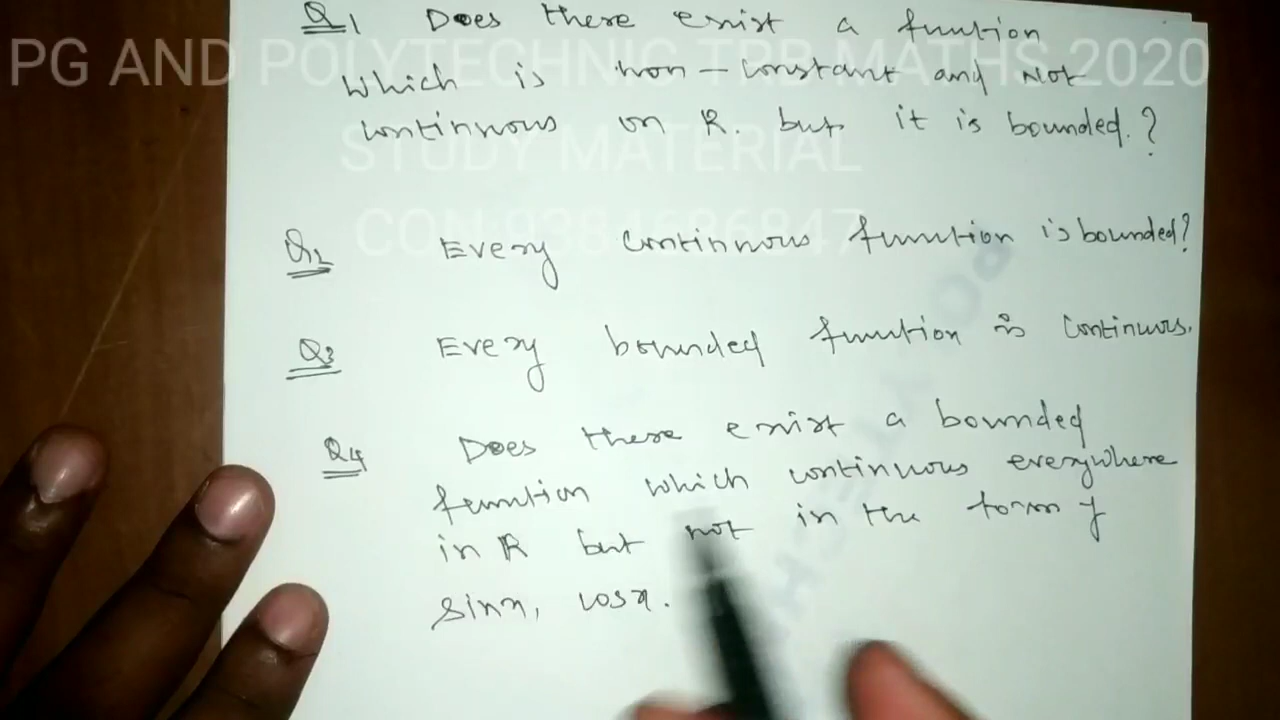 Q1 Does there exist a function
PG AND POLYTECHNIC TRB MATHS 2020
Which is non-constant and not
continuous on R. but it is bounded.?
STUDY MATERIAL
CON:9384686847
Q2 Every continuous function is bounded?
Q3 Every bounded function is continuous.
Q4 Does there exist a bounded
function which continuous everywhere
in R but not in the form of
sinx, cosx.